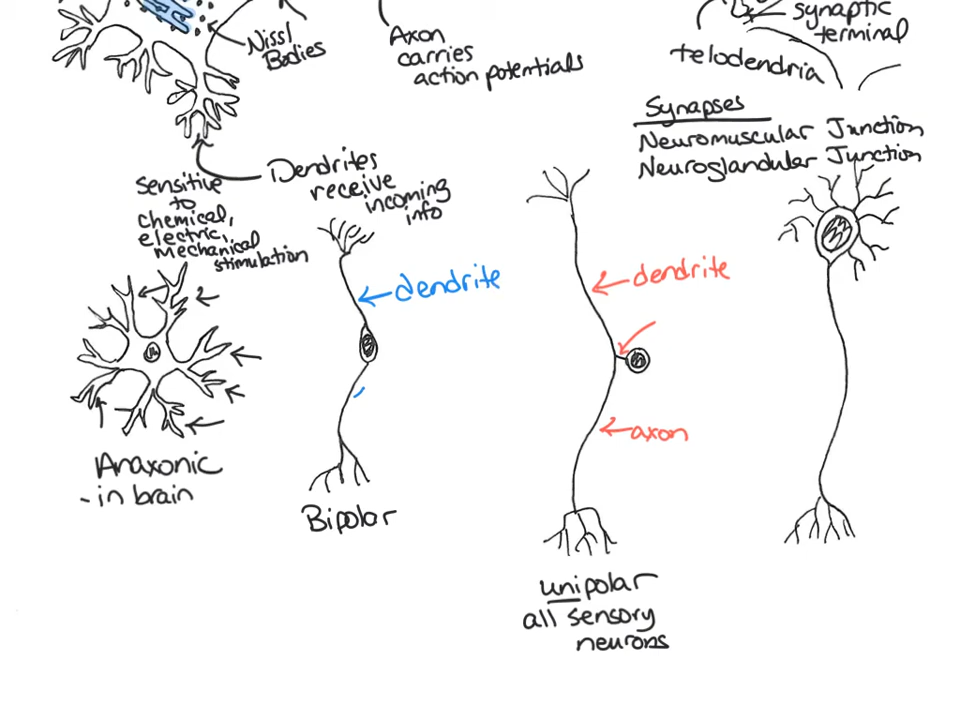 Nissl
Bodies
Axon
carries
action potentials
synaptic
terminal
telodendria
Synapses
Neuromuscular Junction
Neuroglandular Junction
Dendrites
receive
incoming
info
Sensitive
to
chemical,
electric,
mechanical
stimulation
dendrite
dendrite
axon
Anaxonic
- in brain
Bipolar
unipolar
all sensory
neurons